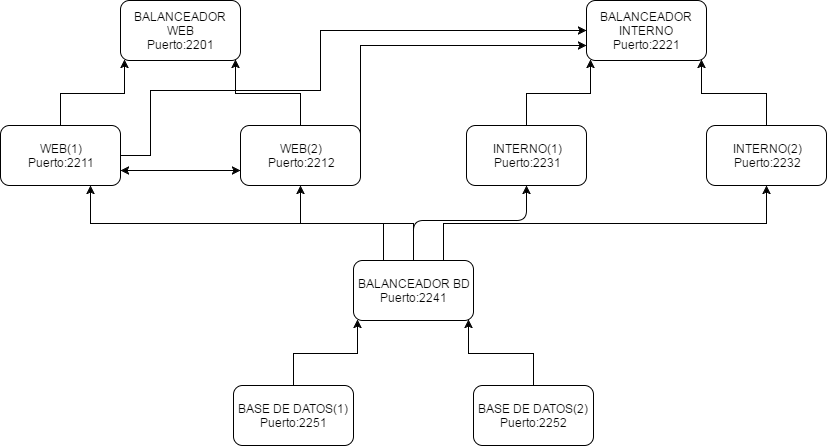 BALANCEADOR
WEB
Puerto:2201
BALANCEADOR
INTERNO
Puerto:2221
WEB(1)
Puerto:2211
WEB(2)
Puerto:2212
INTERNO(1)
Puerto:2231
INTERNO(2)
Puerto:2232
BALANCEADOR BD
Puerto:2241
BASE DE DATOS(1)
Puerto:2251
BASE DE DATOS(2)
Puerto:2252